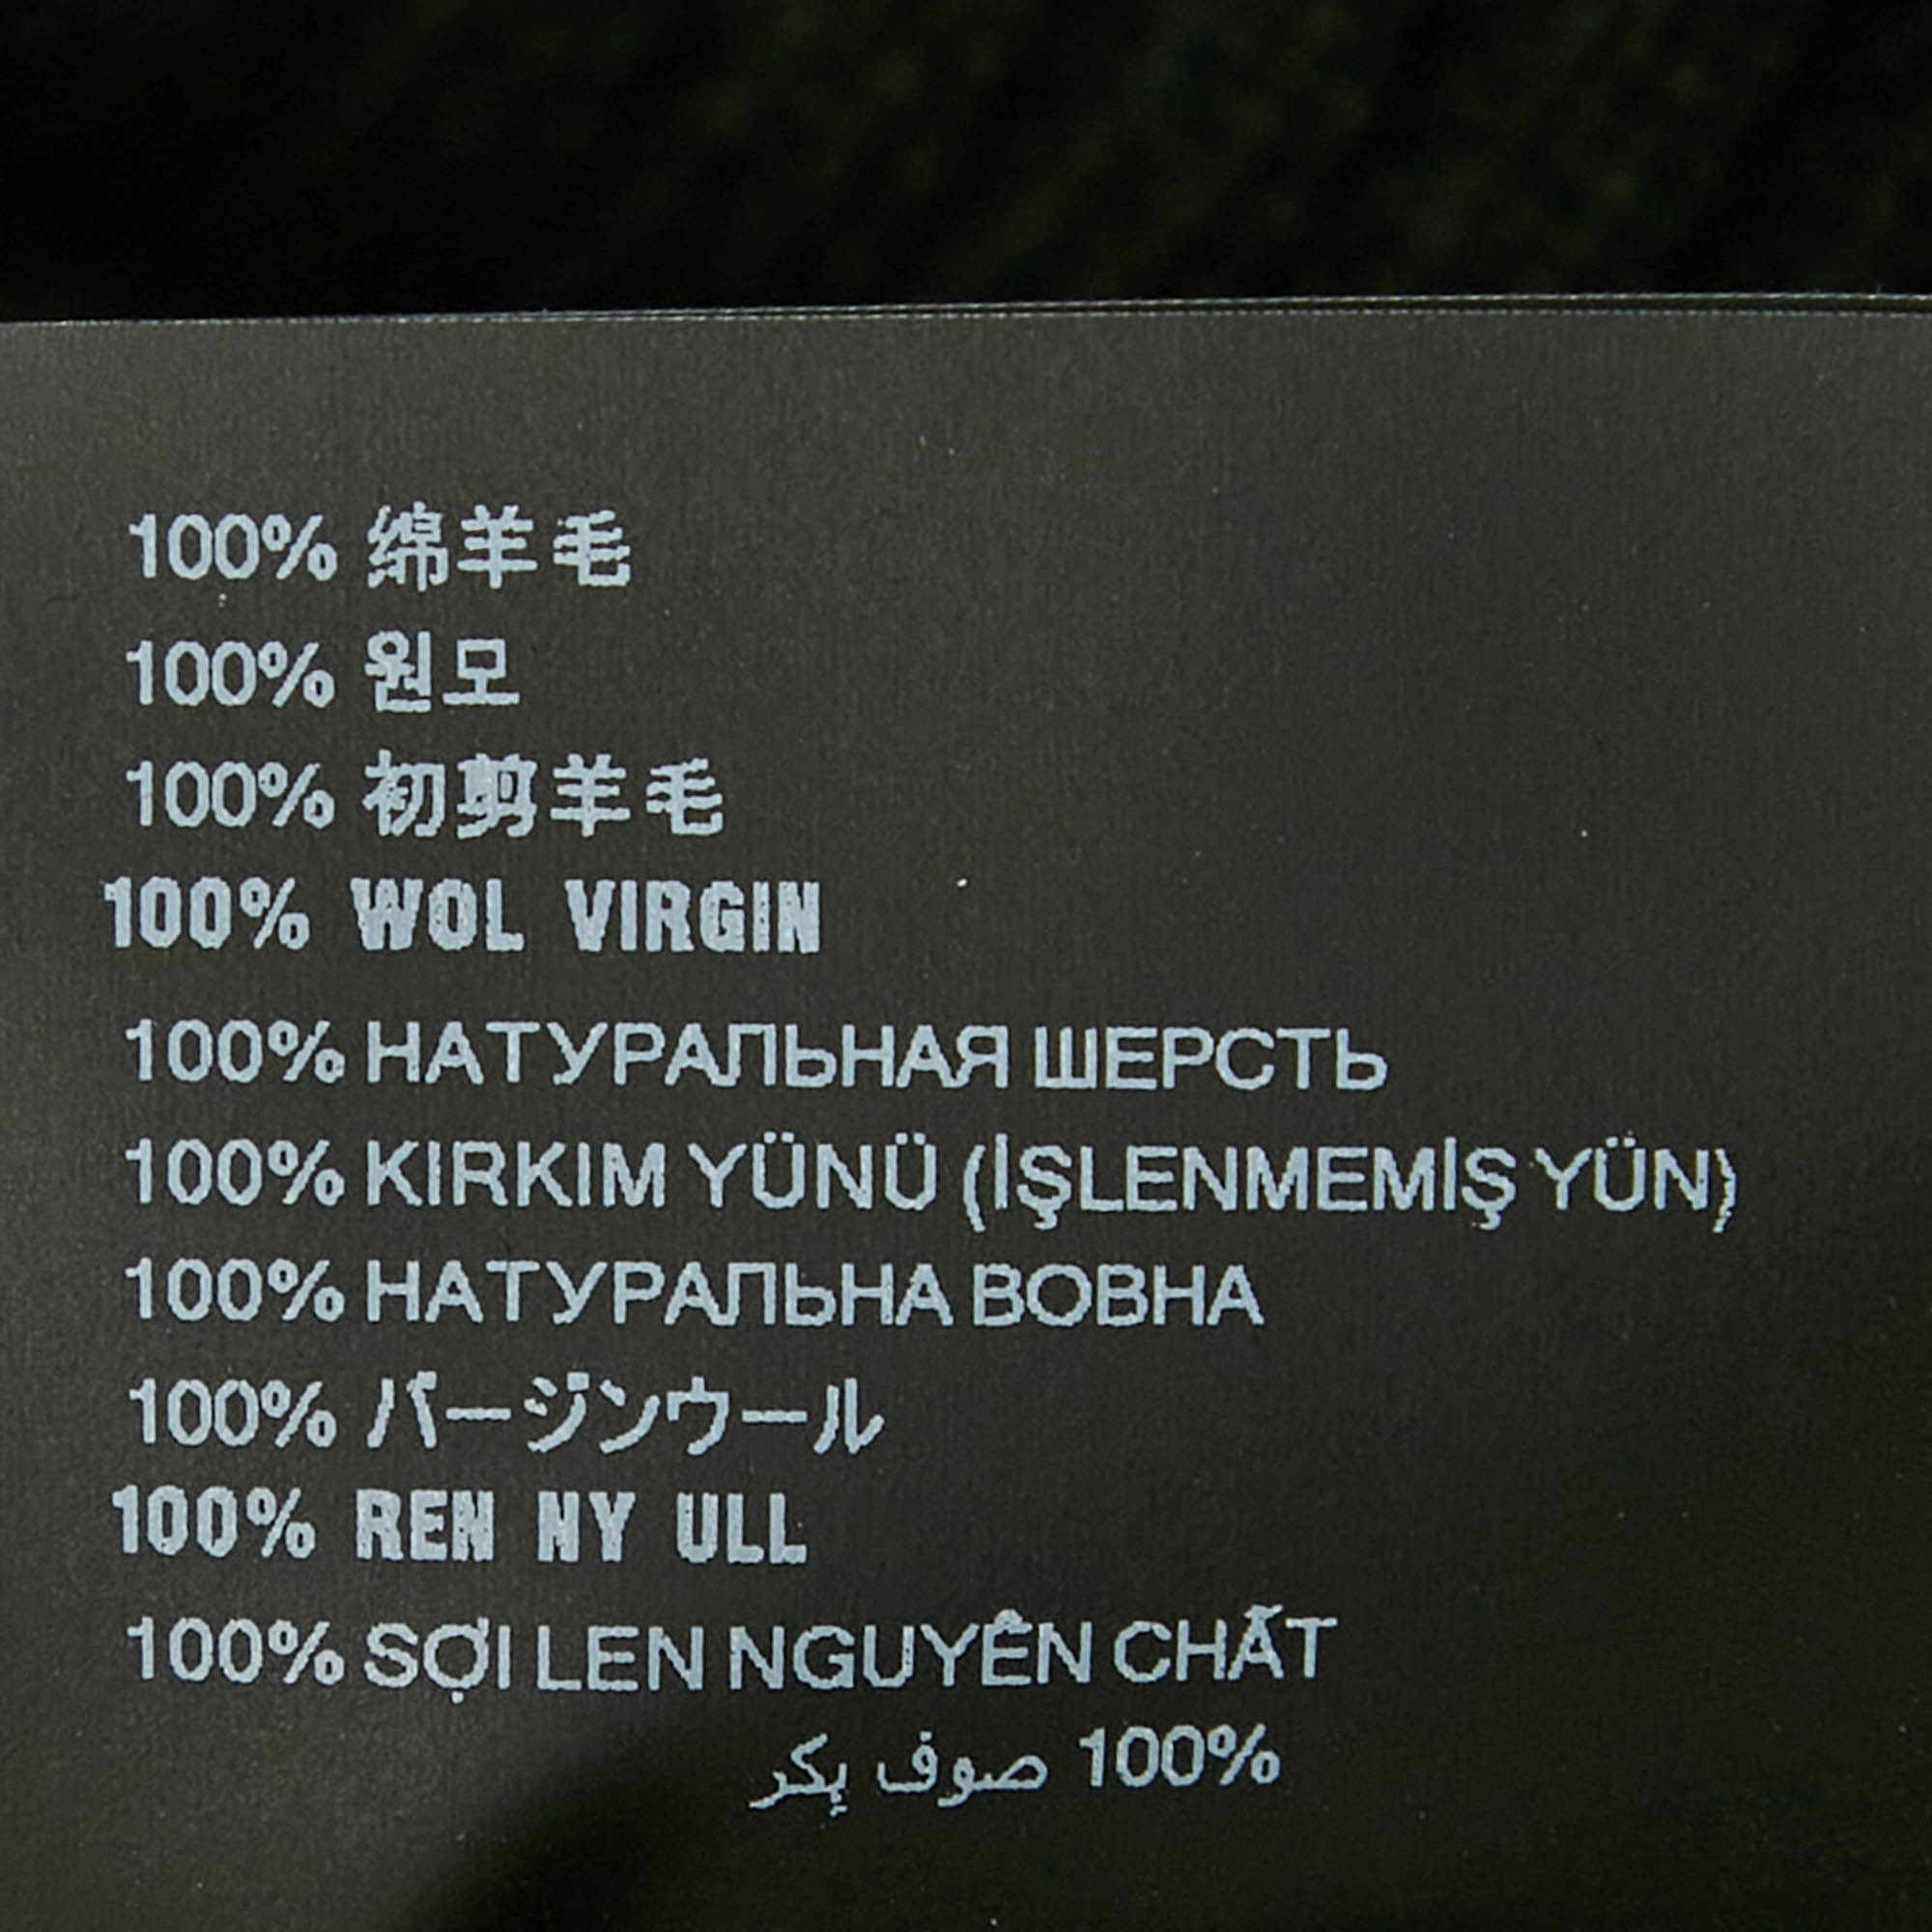 100% 绵羊毛
100% 원모
100% 初剪羊毛
100% WOL VIRGIN
100% НАТУРАЛЬНАЯ ШЕРСТЬ
100% KIRKIM YÜNÜ (İŞLENMEMİŞ YÜN)
100% НАТУРАЛЬНА ВОВНА
100% バージンウール
100% REN NY ULL
100% SỢI LEN NGUYÊN CHẤT
100% صوف بِكر